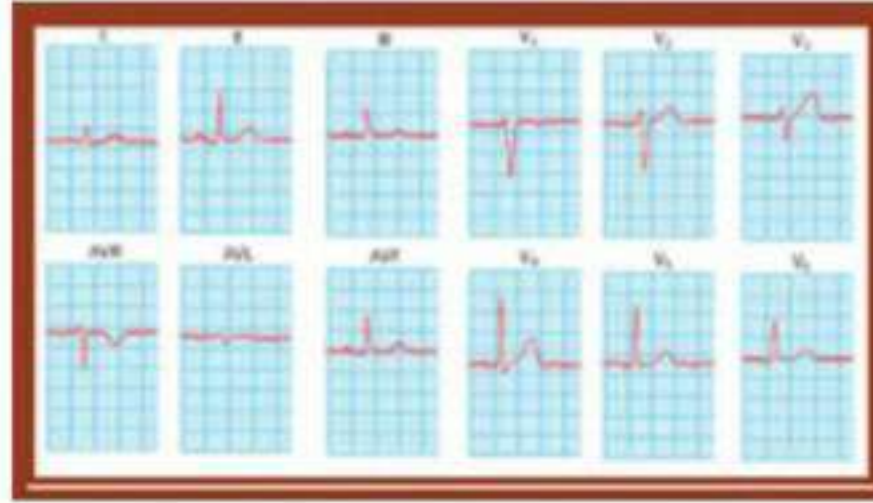 I II III V₁ V₂ V₃
AVR AVL AVF V₄ V₅ V₆